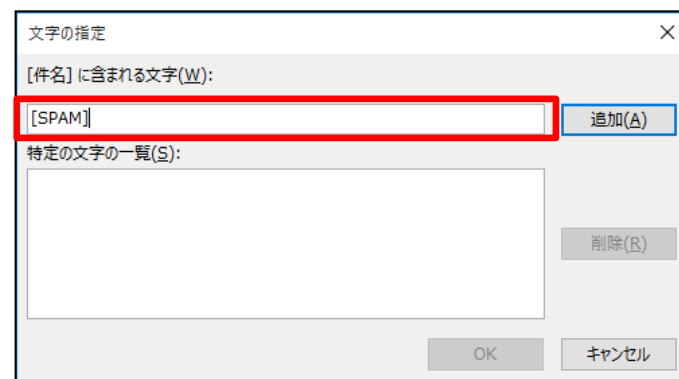 文字の指定
[件名] に含まれる文字(W):
[SPAM]
追加(A)
特定の文字の一覧(S):
削除(R)
OK
キャンセル